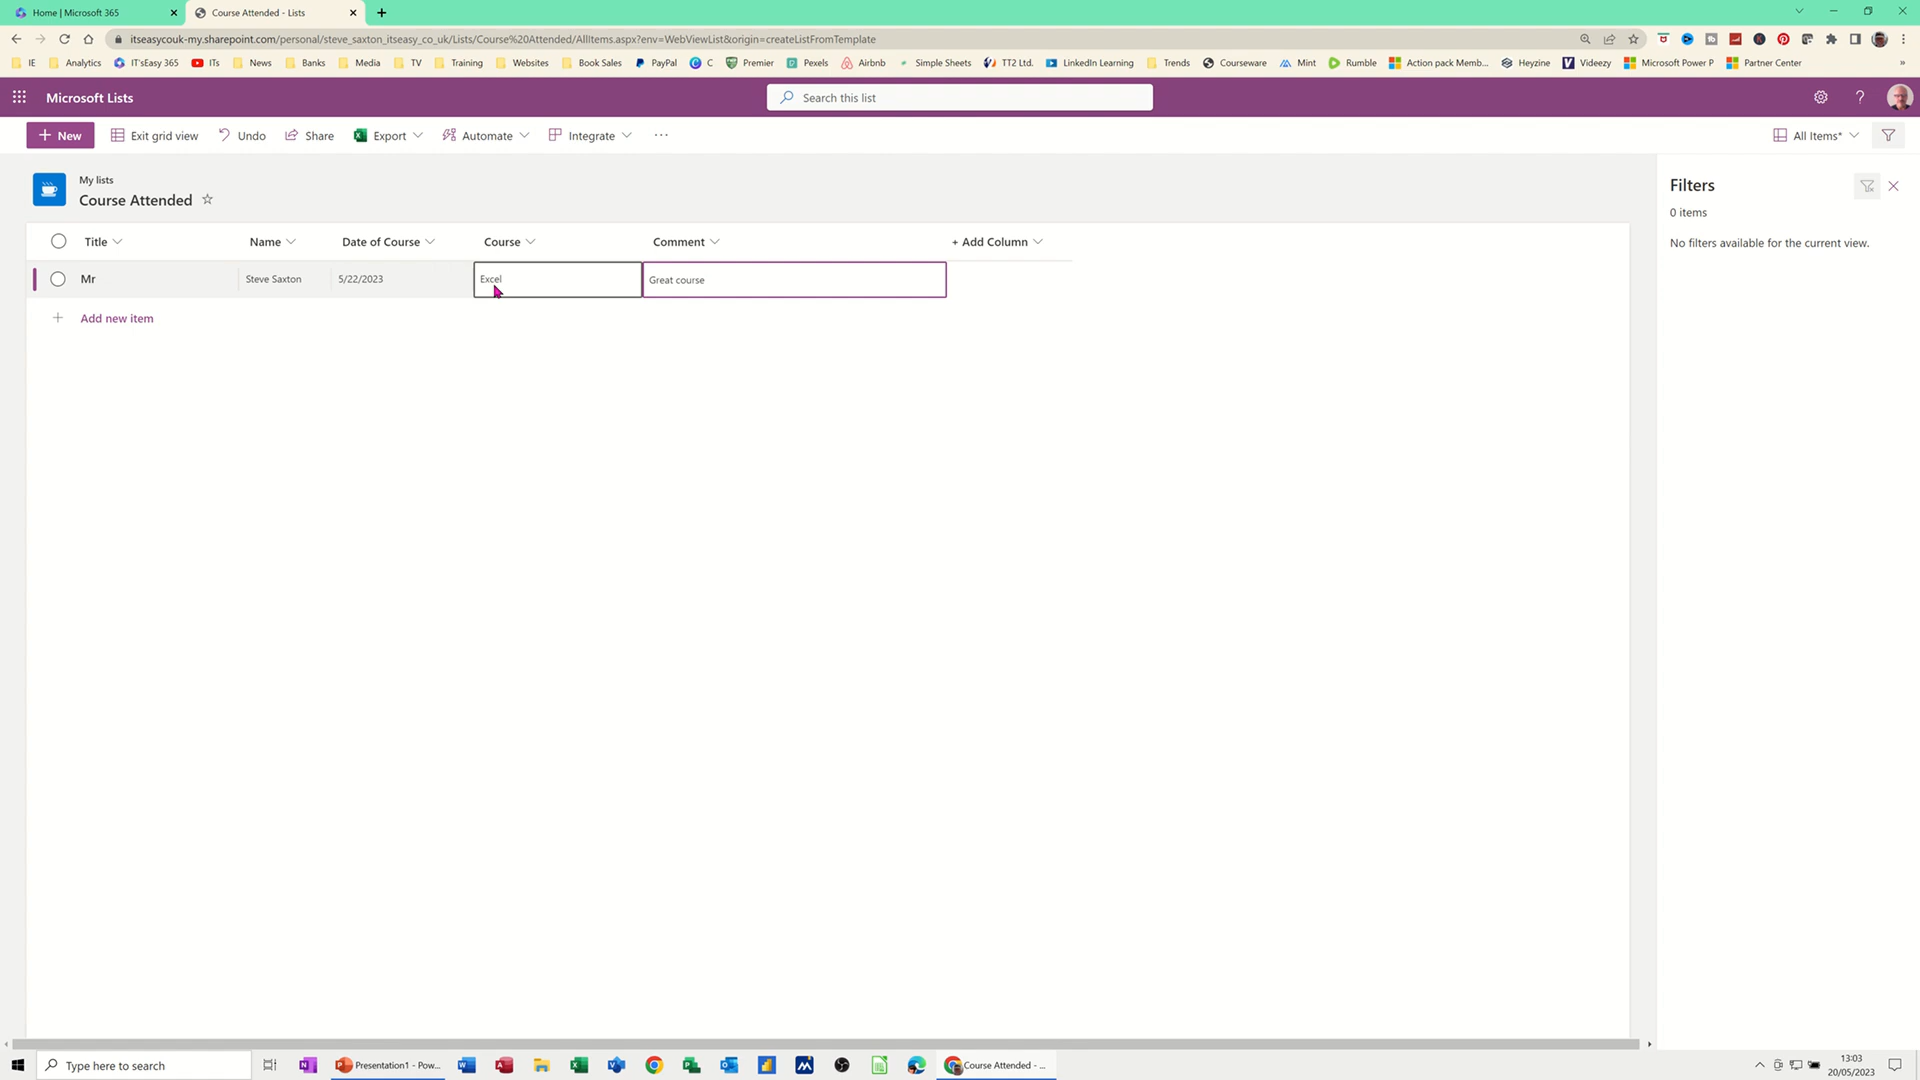 Home | Microsoft 365
Course Attended - Lists
itseasycouk-my.sharepoint.com/personal/steve_saxton_itseasy_co_uk/Lists/Course%20Attended/AllItems.aspx?env=WebViewList&origin=createListFromTemplate
IE Analytics IT'sEasy 365 ITs News Banks Media TV Training Websites Book Sales PayPal C Premier Pexels Airbnb Simple Sheets TT2 Ltd. LinkedIn Learning Trends Courseware Mint Rumble Action pack Memb... Heyzine Videezy Microsoft Power P Partner Center »
Microsoft Lists
Search this list
?
+ New
Exit grid view
Undo
Share
Export
Automate
Integrate
...
All Items*
My lists
Course Attended
Filters
0 items
No filters available for the current view.
Title Name Date of Course Course Comment + Add Column
Mr Steve Saxton 5/22/2023 Excel Great course
+ Add new item
Type here to search
Presentation1 - Pow...
Course Attended - ...
13:03
20/05/2023